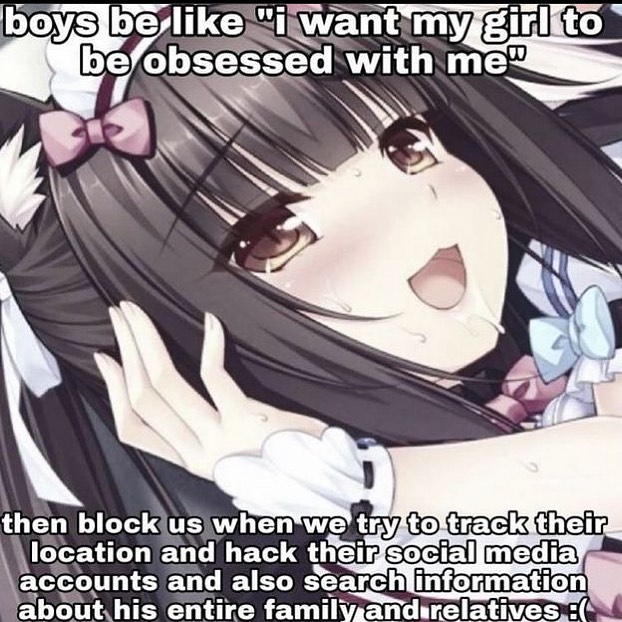 boys be like "i want my girl to
be obsessed with me"
then block us when we try to track their
location and hack their social media
accounts and also search information
about his entire family and relatives :(